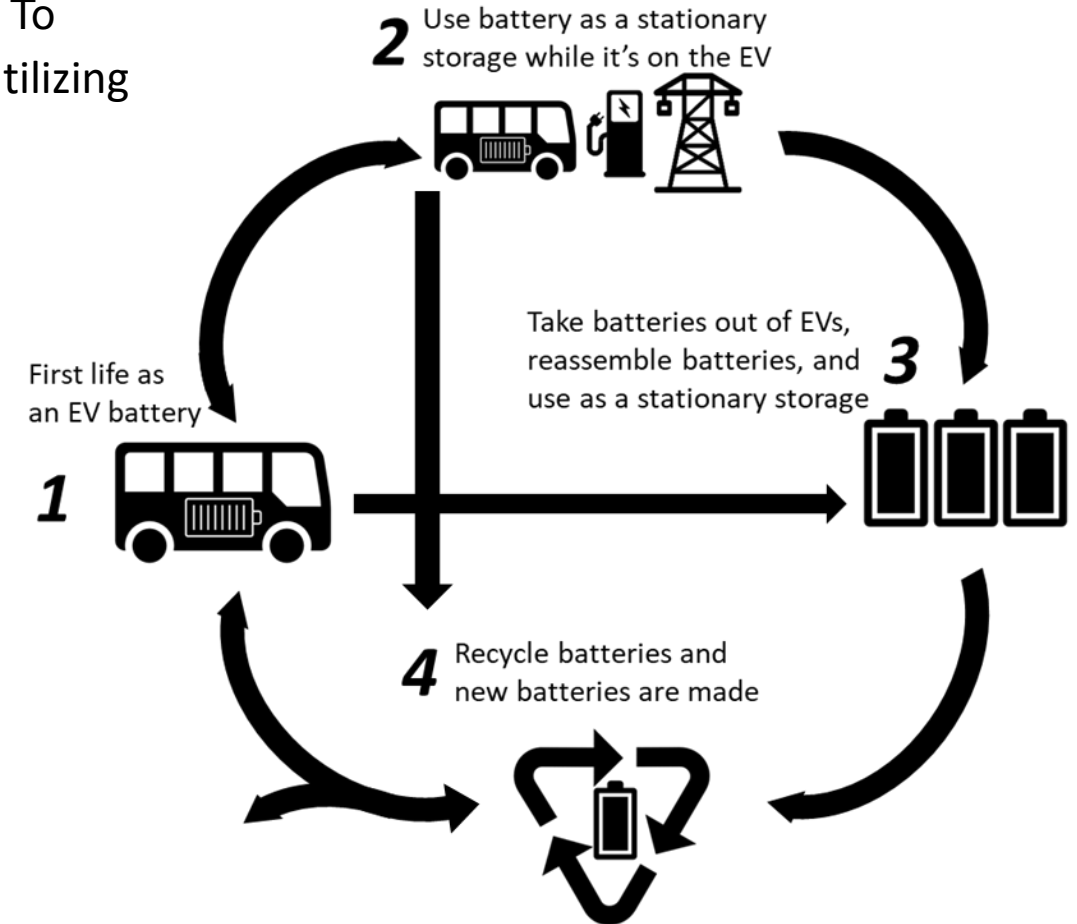 To
tilizing
2
Use battery as a stationary
storage while it's on the EV
Take batteries out of EVs,
reassemble batteries, and
use as a stationary storage
3
First life as
an EV battery
1
4
Recycle batteries and
new batteries are made